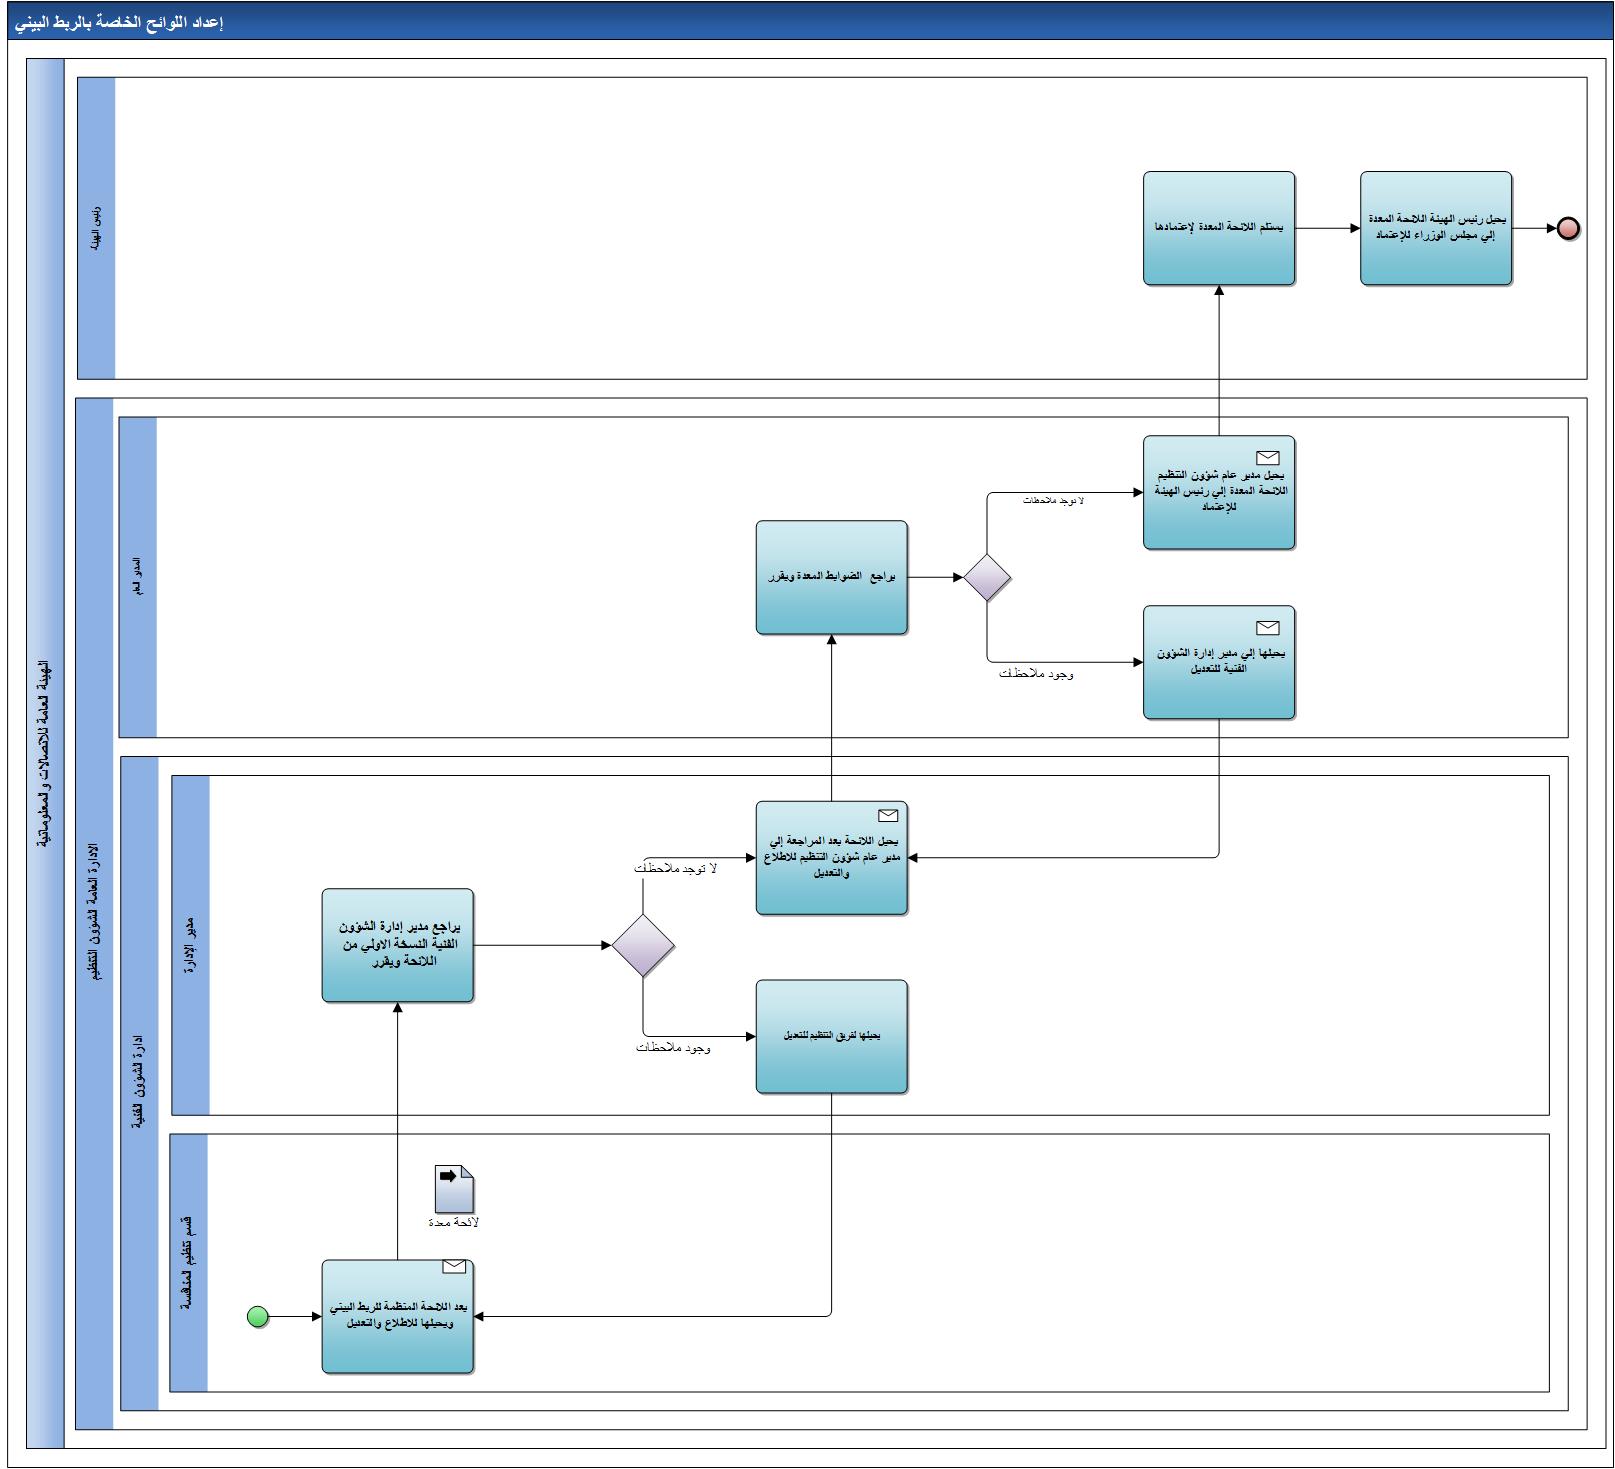 إعداد اللوائح الخاصة بالربط البيني
الهيئة العامة للاتصالات والمعلوماتية
رئيس الهيئة
يستلم اللائحة المعدة لإعتمادها
يحيل رئيس الهيئة اللائحة المعدة
إلي مجلس الوزراء للإعتماد
الإدارة العامة لشؤون التنظيم
المدير العام
يراجع الضوابط المعدة ويقرر
لا توجد ملاحظات
يحيل مدير عام شؤون التنظيم
اللائحة المعدة إلي رئيس الهيئة
للإعتماد
وجود ملاحظات
يحيلها إلي مدير إدارة الشؤون
الفنية للتعديل
ادارة الشؤون الفنية
مدير الإدارة
يراجع مدير إدارة الشؤون
الفنية النسخة الاولي من
اللائحة ويقرر
لا توجد ملاحظات
يحيل اللائحة بعد المراجعة إلي
مدير عام شؤون التنظيم للاطلاع
والتعديل
وجود ملاحظات
يحيلها لفريق التنظيم للتعديل
قسم تنظيم المنافسة
لائحة معدة
يعد اللائحة المنظمة للربط البيني
ويحيلها للاطلاع والتعديل